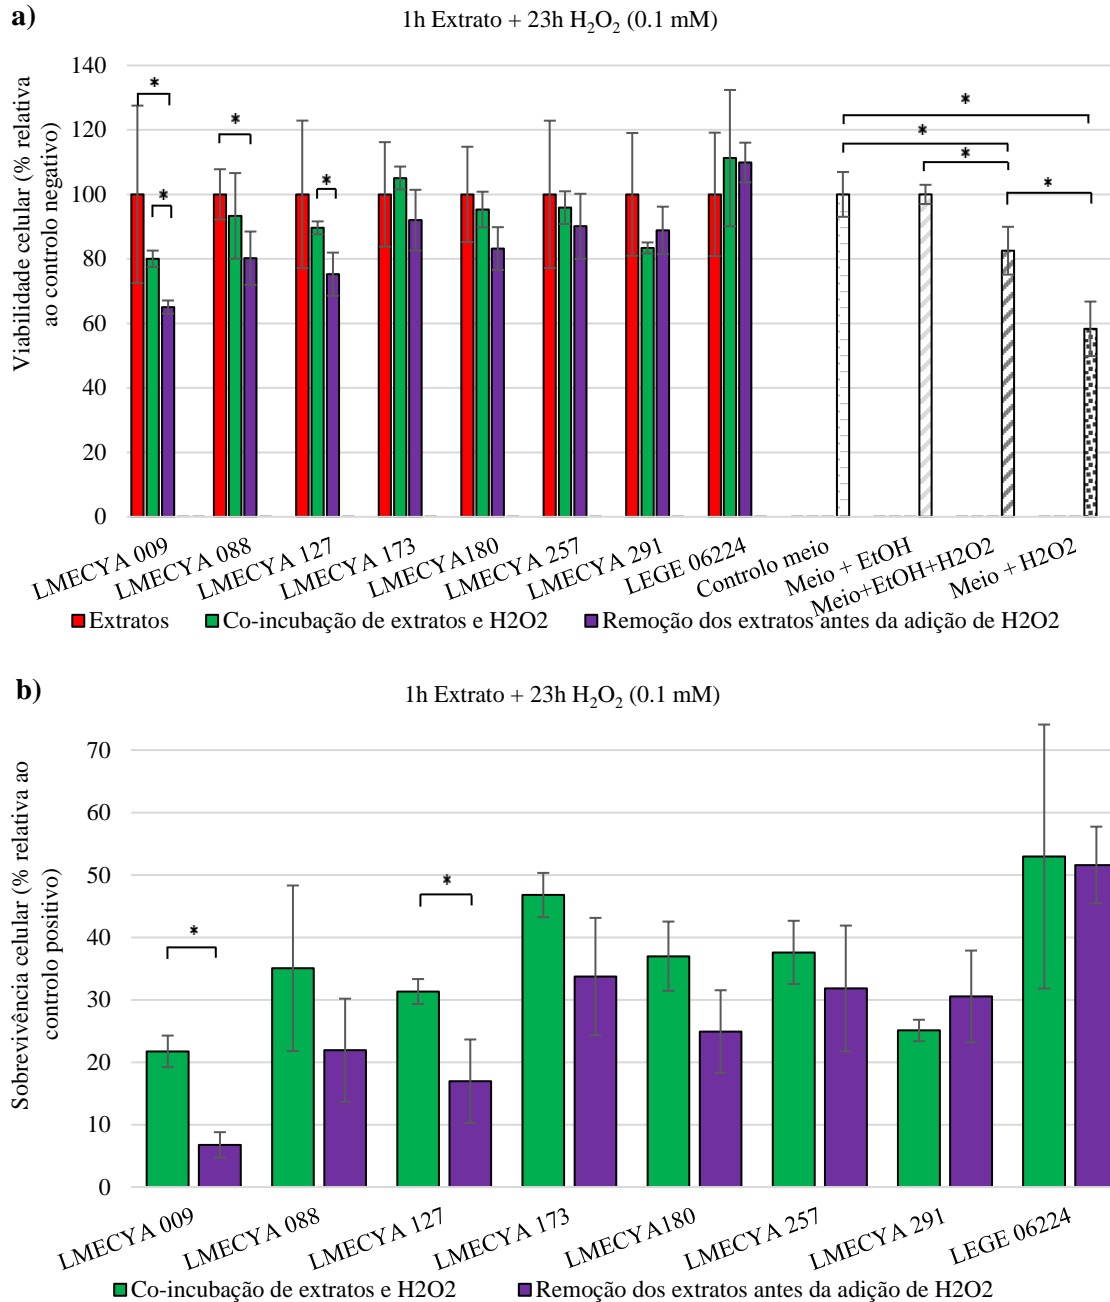 a)
1h Extrato + 23h H₂O₂ (0.1 mM)
Viabilidade celular (% relativa
ao controlo negativo)
140
120
100
80
60
40
20
0
*
*
*
*
*
*
*
*
LMECYA 009
LMECYA 088
LMECYA 127
LMECYA 173
LMECYA180
LMECYA 257
LMECYA 291
LEGE 06224
Controlo meio
Meio + EtOH
Meio+EtOH+H2O2
Meio + H2O2
Extratos
Co-incubação de extratos e H2O2
Remoção dos extratos antes da adição de H2O2
b)
1h Extrato + 23h H₂O₂ (0.1 mM)
Sobrevivência celular (% relativa ao
controlo positivo)
70
60
50
40
30
20
10
0
*
*
LMECYA 009
LMECYA 088
LMECYA 127
LMECYA 173
LMECYA180
LMECYA 257
LMECYA 291
LEGE 06224
Co-incubação de extratos e H2O2
Remoção dos extratos antes da adição de H2O2